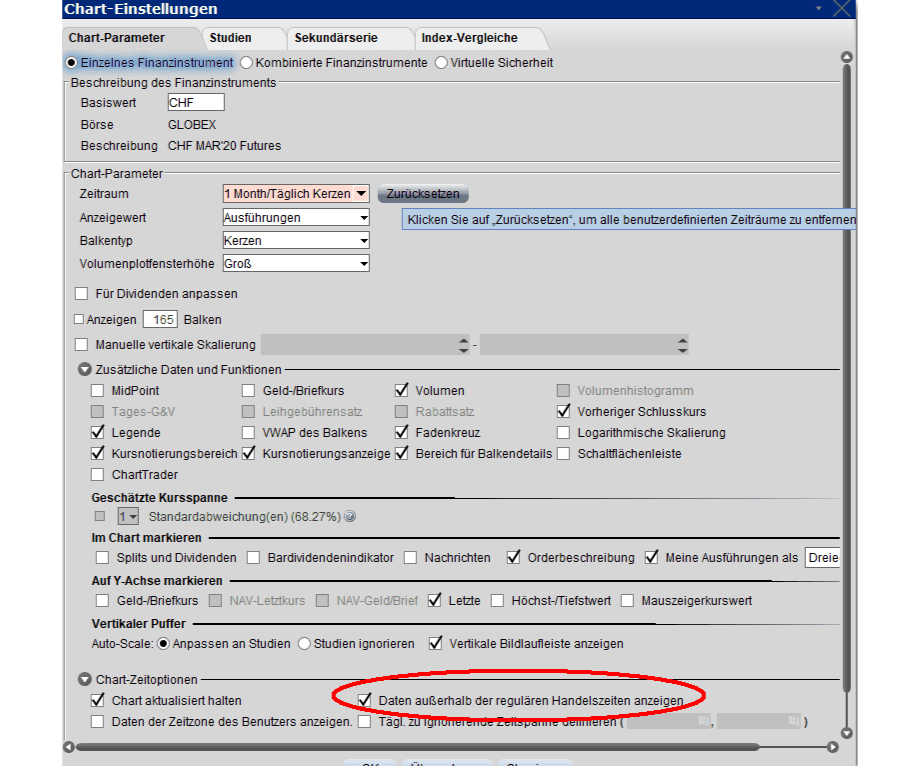 Chart-Einstellungen
Chart-Parameter Studien Sekundärserie Index-Vergleiche
Einzelnes Finanzinstrument Kombinierte Finanzinstrumente Virtuelle Sicherheit
Beschreibung des Finanzinstruments
Basiswert CHF
Börse GLOBEX
Beschreibung CHF MAR'20 Futures
Chart-Parameter
Zeitraum 1 Month/Täglich Kerzen Zurücksetzen
Anzeigewert Ausführungen
Klicken Sie auf „Zurücksetzen“, um alle benutzerdefinierten Zeiträume zu entfernen
Balkentyp Kerzen
Volumenplotfensterhöhe Groß
Für Dividenden anpassen
Anzeigen 165 Balken
Manuelle vertikale Skalierung -
Zusätzliche Daten und Funktionen
MidPoint Geld-/Briefkurs Volumen Volumenhistogramm
Tages-G&V Leihgebührensatz Rabattsatz Vorheriger Schlusskurs
Legende VWAP des Balkens Fadenkreuz Logarithmische Skalierung
Kursnotierungsbereich Kursnotierungsanzeige Bereich für Balkendetails Schaltflächenleiste
ChartTrader
Geschätzte Kursspanne
1 Standardabweichung(en) (68.27%)
Im Chart markieren
Splits und Dividenden Bardividendenindikator Nachrichten Orderbeschreibung Meine Ausführungen als Dreie
Auf Y-Achse markieren
Geld-/Briefkurs NAV-Letztkurs NAV-Geld/Brief Letzte Höchst-/Tiefstwert Mauszeigerkurswert
Vertikaler Puffer
Auto-Scale: Anpassen an Studien Studien ignorieren Vertikale Bildlaufleiste anzeigen
Chart-Zeitoptionen
Chart aktualisiert halten Daten außerhalb der regulären Handelszeiten anzeigen
Daten der Zeitzone des Benutzers anzeigen. Tägl. zu ignorierende Zeitspanne definieren ( , )